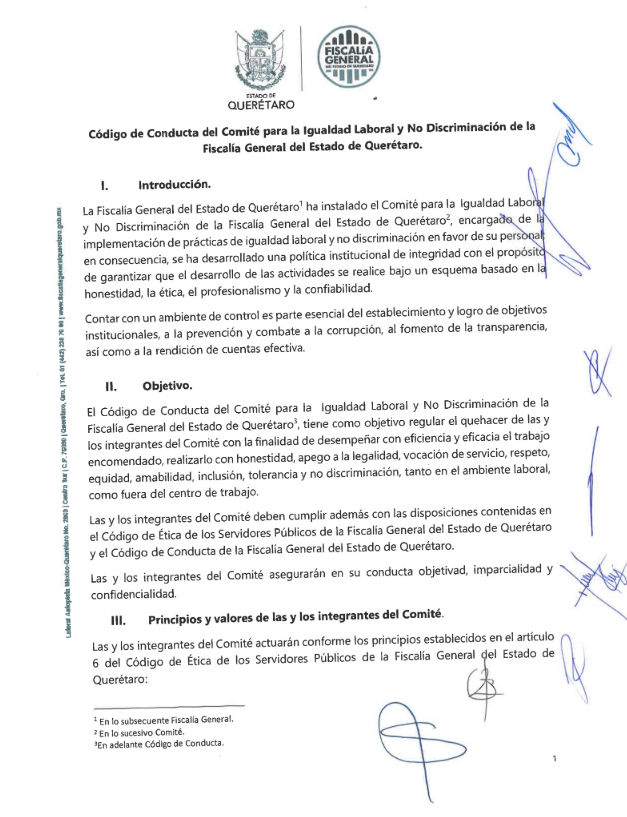 ESTADO DE
QUERÉTARO
FISCALÍA
GENERAL
DEL ESTADO DE QUERÉTARO
Código de Conducta del Comité para la Igualdad Laboral y No Discriminación de la
Fiscalía General del Estado de Querétaro.
I. Introducción.
La Fiscalía General del Estado de Querétaro¹ ha instalado el Comité para la Igualdad Laboral
y No Discriminación de la Fiscalía General del Estado de Querétaro², encargado de la
implementación de prácticas de igualdad laboral y no discriminación en favor de su personal;
en consecuencia, se ha desarrollado una política institucional de integridad con el propósito
de garantizar que el desarrollo de las actividades se realice bajo un esquema basado en la
honestidad, la ética, el profesionalismo y la confiabilidad.
Contar con un ambiente de control es parte esencial del establecimiento y logro de objetivos
institucionales, a la prevención y combate a la corrupción, al fomento de la transparencia,
así como a la rendición de cuentas efectiva.
II. Objetivo.
El Código de Conducta del Comité para la Igualdad Laboral y No Discriminación de la
Fiscalía General del Estado de Querétaro³, tiene como objetivo regular el quehacer de las y
los integrantes del Comité con la finalidad de desempeñar con eficiencia y eficacia el trabajo
encomendado, realizarlo con honestidad, apego a la legalidad, vocación de servicio, respeto,
equidad, amabilidad, inclusión, tolerancia y no discriminación, tanto en el ambiente laboral,
como fuera del centro de trabajo.
Las y los integrantes del Comité deben cumplir además con las disposiciones contenidas en
el Código de Ética de los Servidores Públicos de la Fiscalía General del Estado de Querétaro
y el Código de Conducta de la Fiscalía General del Estado de Querétaro.
Las y los integrantes del Comité asegurarán en su conducta objetivad, imparcialidad y
confidencialidad.
III. Principios y valores de las y los integrantes del Comité.
Las y los integrantes del Comité actuarán conforme los principios establecidos en el artículo
6 del Código de Ética de los Servidores Públicos de la Fiscalía General del Estado de
Querétaro:
¹ En lo subsecuente Fiscalía General.
² En lo sucesivo Comité.
³En adelante Código de Conducta.
1
Lateral Autopista México-Querétaro No. 2060 | Centro Sur | C.P. 76090 | Querétaro, Qro. | Tel. 01 (442) 238 76 00 | www.fiscaliageneralqueretaro.gob.mx